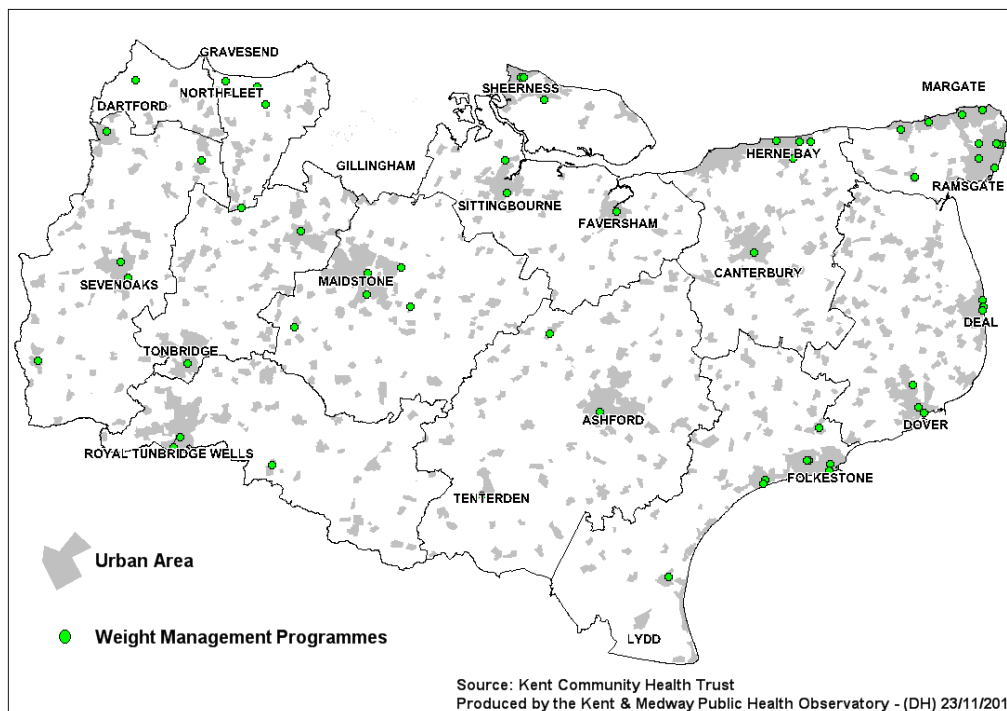 GRAVESEND
NORTHFLEET
DARTFORD
SHEERNESS
MARGATE
GILLINGHAM
HERNE BAY
RAMSGATE
SITTINGBOURNE
FAVERSHAM
SEVENOAKS
MAIDSTONE
CANTERBURY
DEAL
TONBRIDGE
ASHFORD
DOVER
ROYAL TUNBRIDGE WELLS
TENTERDEN
FOLKESTONE
Urban Area
Weight Management Programmes
LYDD
Source: Kent Community Health Trust
Produced by the Kent & Medway Public Health Observatory - (DH) 23/11/201